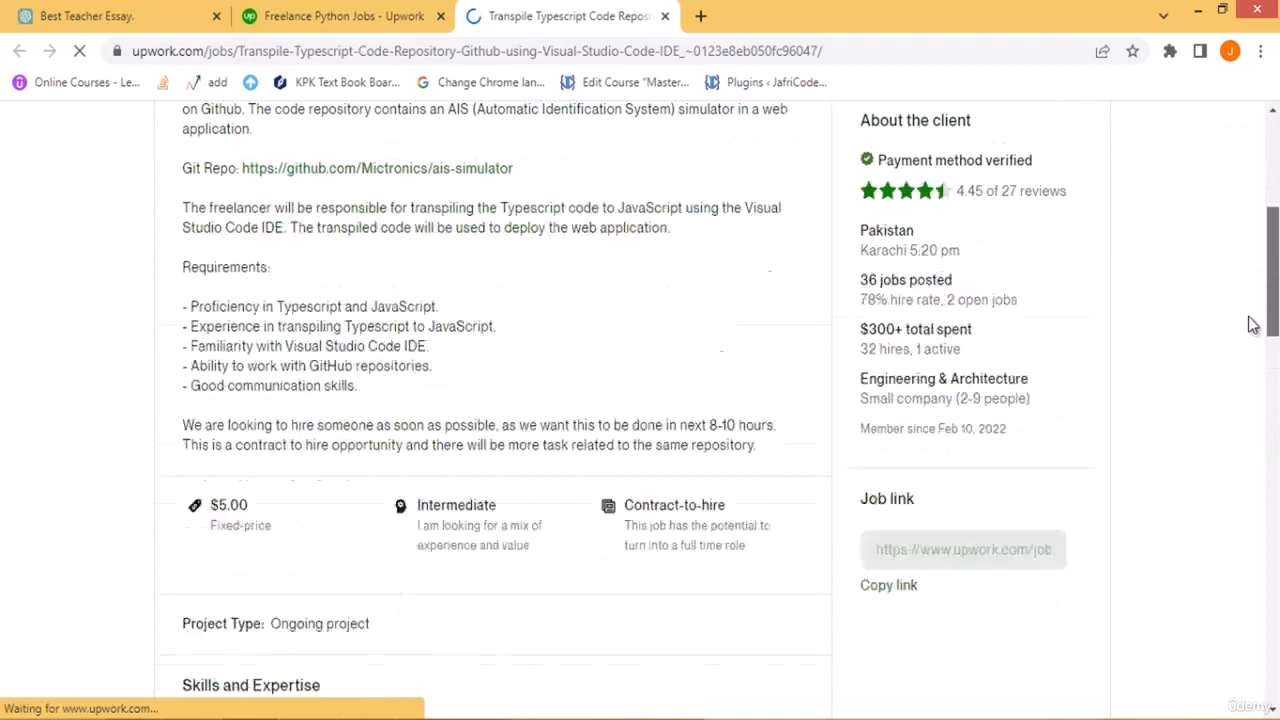 Best Teacher Essay.
Freelance Python Jobs - Upwork
Transpile Typescript Code Repos
upwork.com/jobs/Transpile-Typescript-Code-Repository-Github-using-Visual-Studio-Code-IDE_~0123e8eb050fc96047/
J
Online Courses - Le...
add
KPK Text Book Boar...
Change Chrome lan...
Edit Course "Master...
Plugins ‹ JafriCode...
on Github. The code repository contains an AIS (Automatic Identification System) simulator in a web
application.
Git Repo: https://github.com/Mictronics/ais-simulator
The freelancer will be responsible for transpiling the Typescript code to JavaScript using the Visual
Studio Code IDE. The transpiled code will be used to deploy the web application.
Requirements:
- Proficiency in Typescript and JavaScript.
- Experience in transpiling Typescript to JavaScript.
- Familiarity with Visual Studio Code IDE.
- Ability to work with GitHub repositories.
- Good communication skills.
We are looking to hire someone as soon as possible, as we want this to be done in next 8-10 hours.
This is a contract to hire opportunity and there will be more task related to the same repository.
$5.00
Fixed-price
Intermediate
I am looking for a mix of
experience and value
Contract-to-hire
This job has the potential to
turn into a full time role
Project Type: Ongoing project
Skills and Expertise
About the client
Payment method verified
4.45 of 27 reviews
Pakistan
Karachi 5:20 pm
36 jobs posted
78% hire rate, 2 open jobs
$300+ total spent
32 hires, 1 active
Engineering & Architecture
Small company (2-9 people)
Member since Feb 10, 2022
Job link
https://www.upwork.com/job
Copy link
Waiting for www.upwork.com...
ûdemy